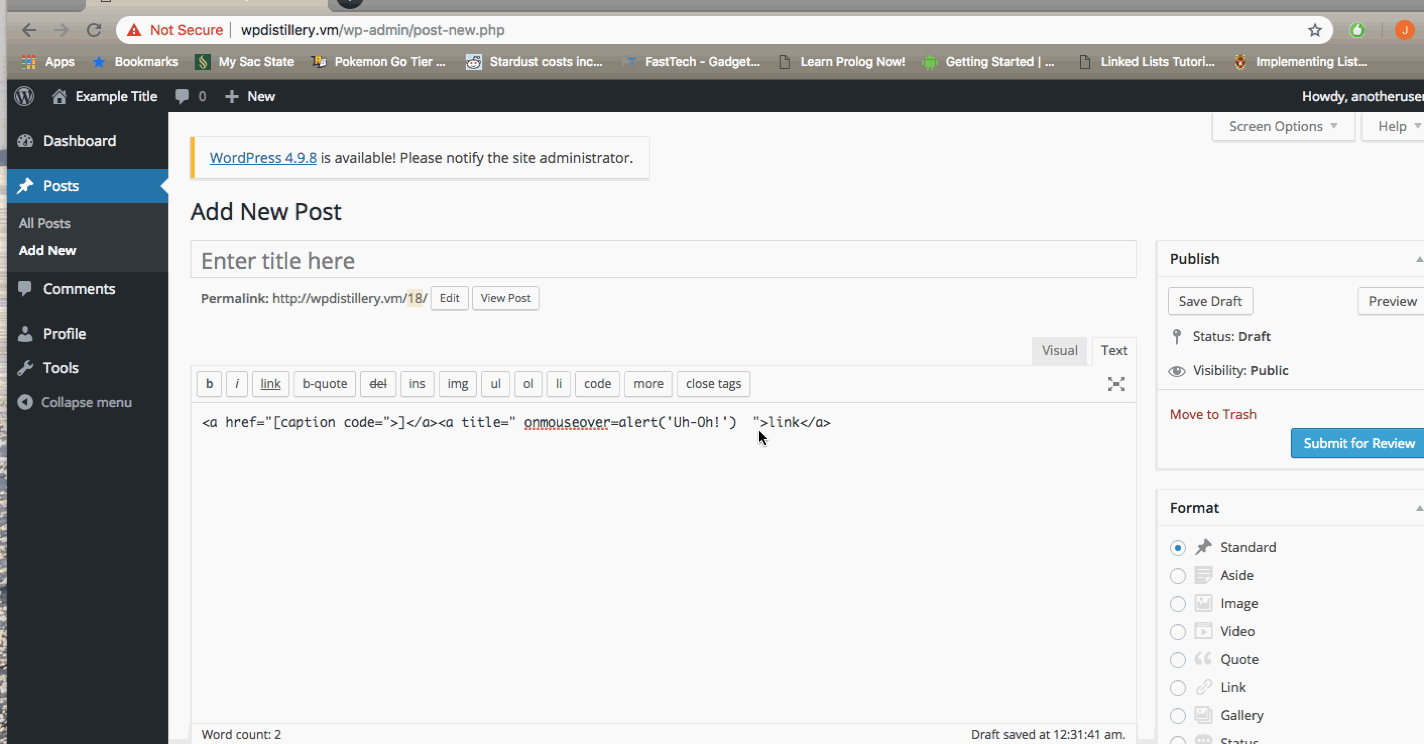 Not Secure wpdistillery.vm/wp-admin/post-new.php J
Apps Bookmarks My Sac State Pokemon Go Tier ... Stardust costs inc... FastTech - Gadget... Learn Prolog Now! Getting Started | ... Linked Lists Tutori... Implementing List...
Example Title 0 New Howdy, anotheruser
Screen Options Help
Dashboard
WordPress 4.9.8 is available! Please notify the site administrator.
Posts
Add New Post
All Posts
Add New
Enter title here
Publish
Comments
Permalink: http://wpdistillery.vm/18/ Edit View Post
Save Draft Preview
Profile
Status: Draft
Visual Text
Tools
Visibility: Public
b i link b-quote del ins img ul ol li code more close tags
Collapse menu
Move to Trash
<a href="[caption code=">]</a><a title=" onmouseover=alert('Uh-Oh!')  ">link</a>
Submit for Review
Format
Standard
Aside
Image
Video
Quote
Link
Gallery
Status
Word count: 2 Draft saved at 12:31:41 am.